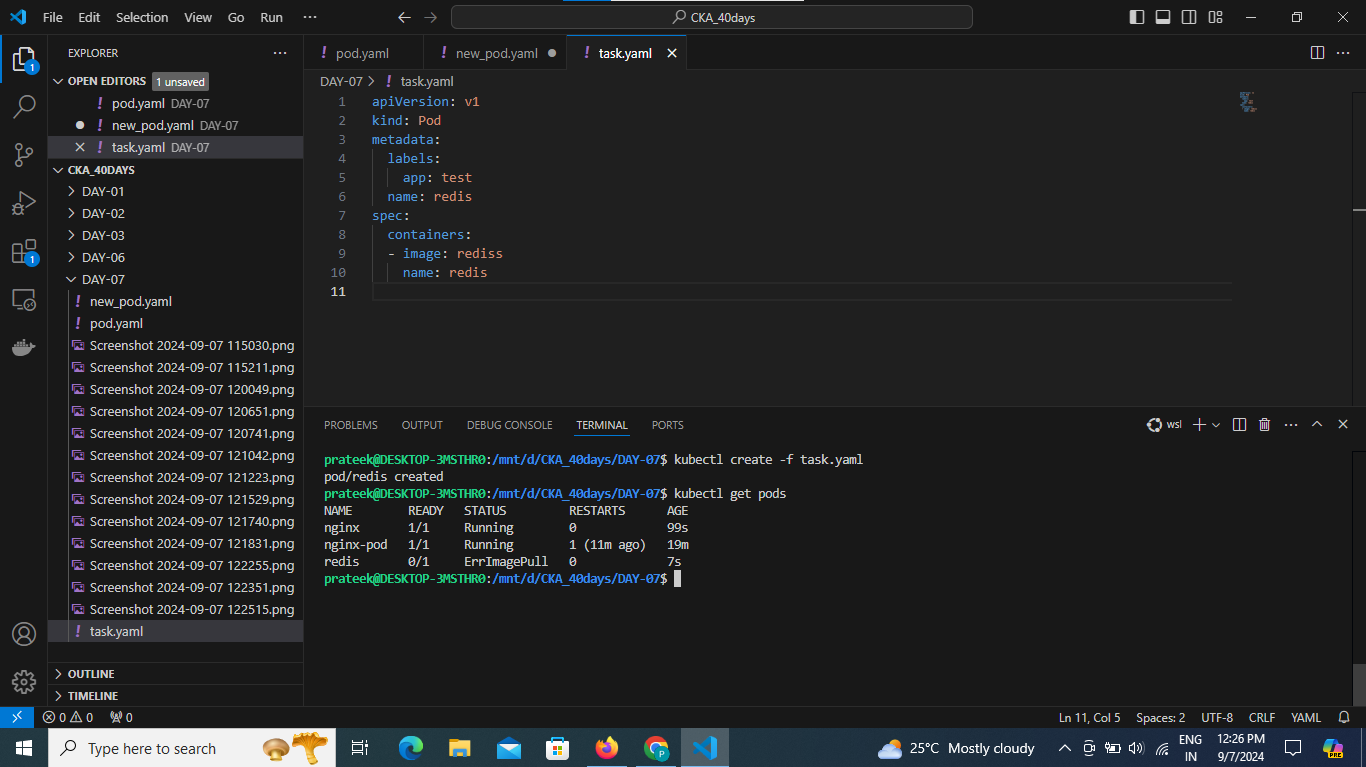 File Edit Selection View Go Run ··· CKA_40days
EXPLORER ···
OPEN EDITORS 1 unsaved
! pod.yaml DAY-07
● ! new_pod.yaml DAY-07
! task.yaml DAY-07
CKA_40DAYS
DAY-01
DAY-02
DAY-03
DAY-06
DAY-07
! new_pod.yaml
! pod.yaml
Screenshot 2024-09-07 115030.png
Screenshot 2024-09-07 115211.png
Screenshot 2024-09-07 120049.png
Screenshot 2024-09-07 120651.png
Screenshot 2024-09-07 120741.png
Screenshot 2024-09-07 121042.png
Screenshot 2024-09-07 121223.png
Screenshot 2024-09-07 121529.png
Screenshot 2024-09-07 121740.png
Screenshot 2024-09-07 121831.png
Screenshot 2024-09-07 122255.png
Screenshot 2024-09-07 122351.png
Screenshot 2024-09-07 122515.png
! task.yaml
OUTLINE
TIMELINE
1
1
! pod.yaml ! new_pod.yaml ● ! task.yaml
DAY-07 > ! task.yaml
1 apiVersion: v1
2 kind: Pod
3 metadata:
4   labels:
5     app: test
6   name: redis
7 spec:
8   containers:
9   - image: rediss
10     name: redis
11
PROBLEMS OUTPUT DEBUG CONSOLE TERMINAL PORTS wsl
prateek@DESKTOP-3MSTHR0:/mnt/d/CKA_40days/DAY-07$ kubectl create -f task.yaml
pod/redis created
prateek@DESKTOP-3MSTHR0:/mnt/d/CKA_40days/DAY-07$ kubectl get pods
NAME READY STATUS RESTARTS AGE
nginx 1/1 Running 0 99s
nginx-pod 1/1 Running 1 (11m ago) 19m
redis 0/1 ErrImagePull 0 7s
prateek@DESKTOP-3MSTHR0:/mnt/d/CKA_40days/DAY-07$
0 0 0 Ln 11, Col 5 Spaces: 2 UTF-8 CRLF YAML
Type here to search 25°C Mostly cloudy ENG IN 12:26 PM 9/7/2024 PRE